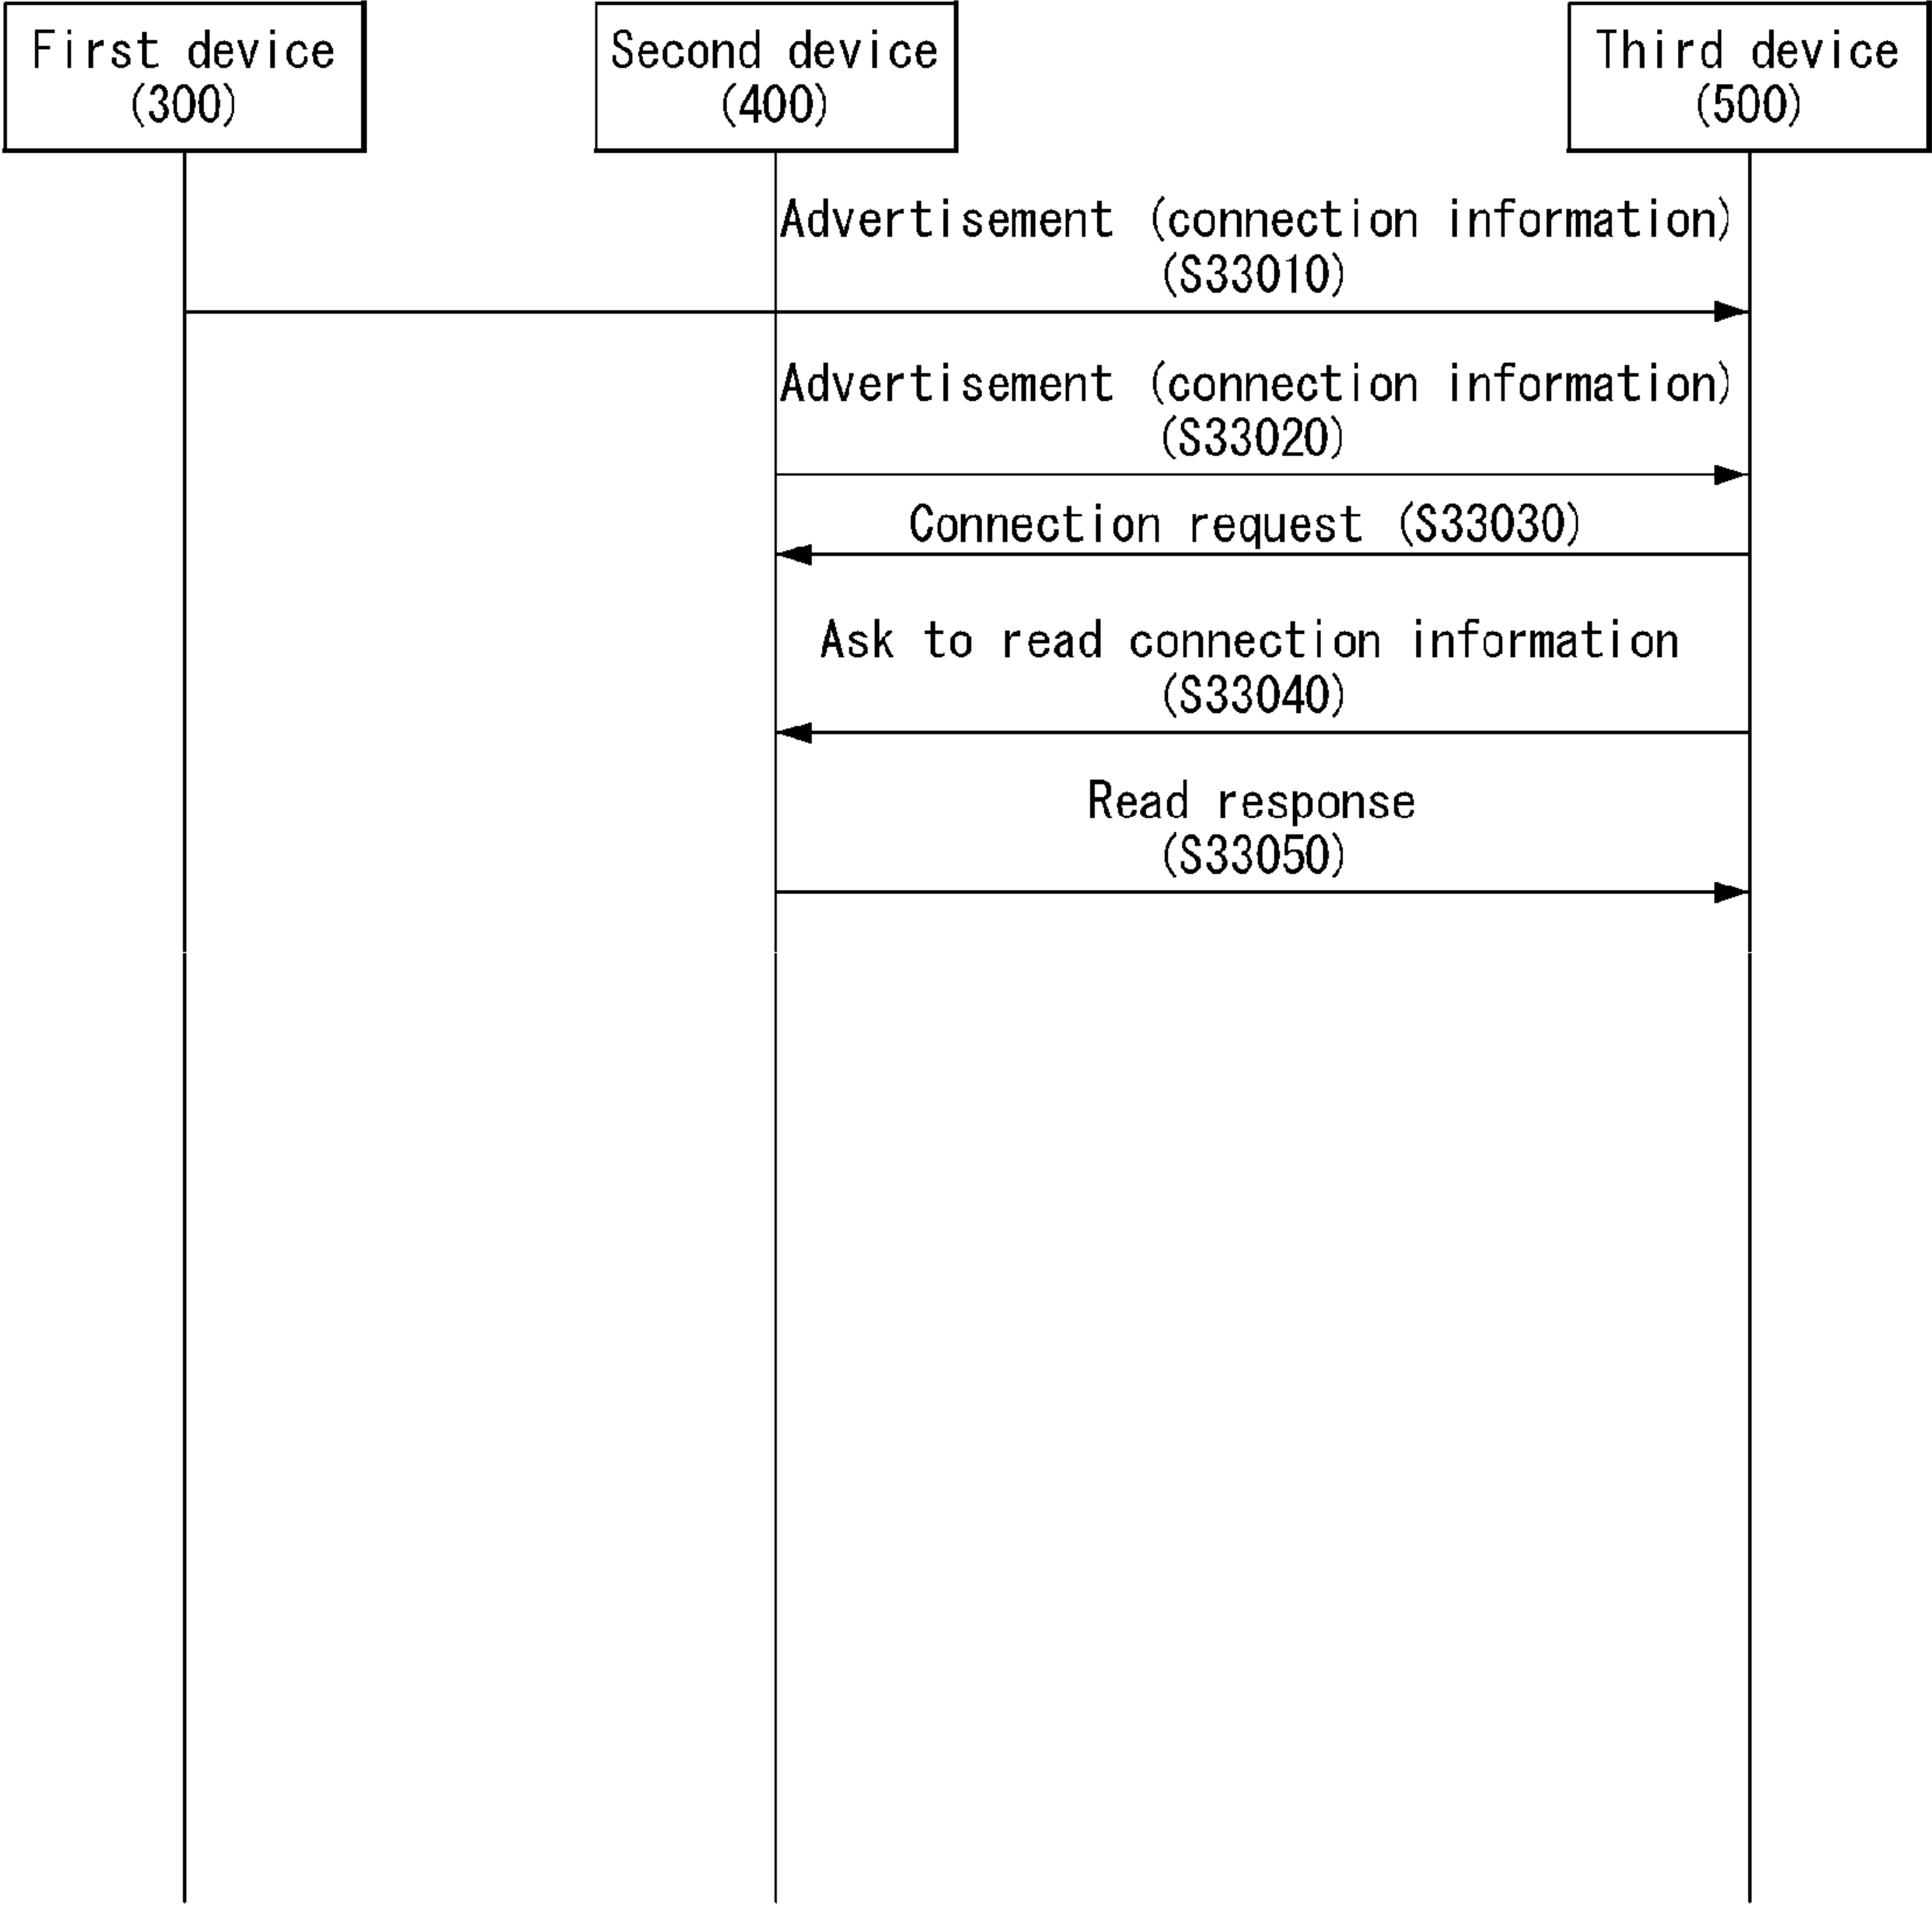 First device
(300)
Second device
(400)
Third device
(500)
Advertisement (connection information)
(S33010)
Advertisement (connection information)
(S33020)
Connection request (S33030)
Ask to read connection information
(S33040)
Read response
(S33050)